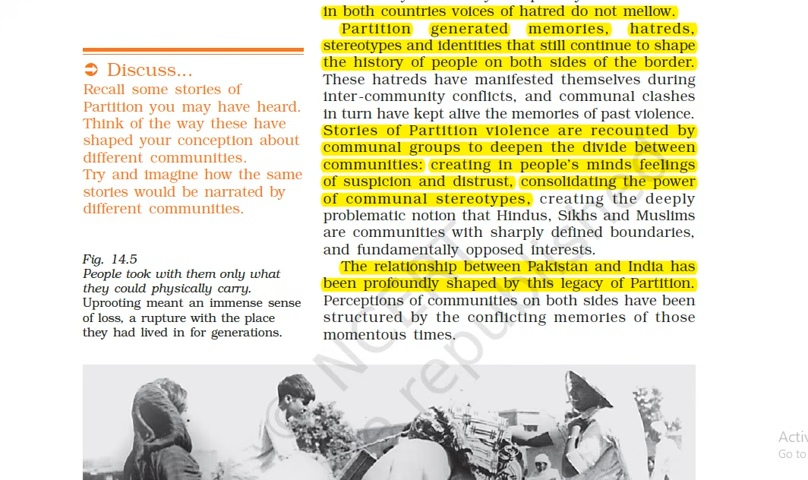 in both countries voices of hatred do not mellow.
Partition generated memories, hatreds,
stereotypes and identities that still continue to shape
the history of people on both sides of the border.
These hatreds have manifested themselves during
inter-community conflicts, and communal clashes
in turn have kept alive the memories of past violence.
Stories of Partition violence are recounted by
communal groups to deepen the divide between
communities: creating in people's minds feelings
of suspicion and distrust, consolidating the power
of communal stereotypes, creating the deeply
problematic notion that Hindus, Sikhs and Muslims
are communities with sharply defined boundaries,
and fundamentally opposed interests.
The relationship between Pakistan and India has
been profoundly shaped by this legacy of Partition.
Perceptions of communities on both sides have been
structured by the conflicting memories of those
momentous times.
➲ Discuss...
Recall some stories of
Partition you may have heard.
Think of the way these have
shaped your conception about
different communities.
Try and imagine how the same
stories would be narrated by
different communities.
Fig. 14.5
People took with them only what
they could physically carry.
Uprooting meant an immense sense
of loss, a rupture with the place
they had lived in for generations.
© NCERT
be republished
Go to